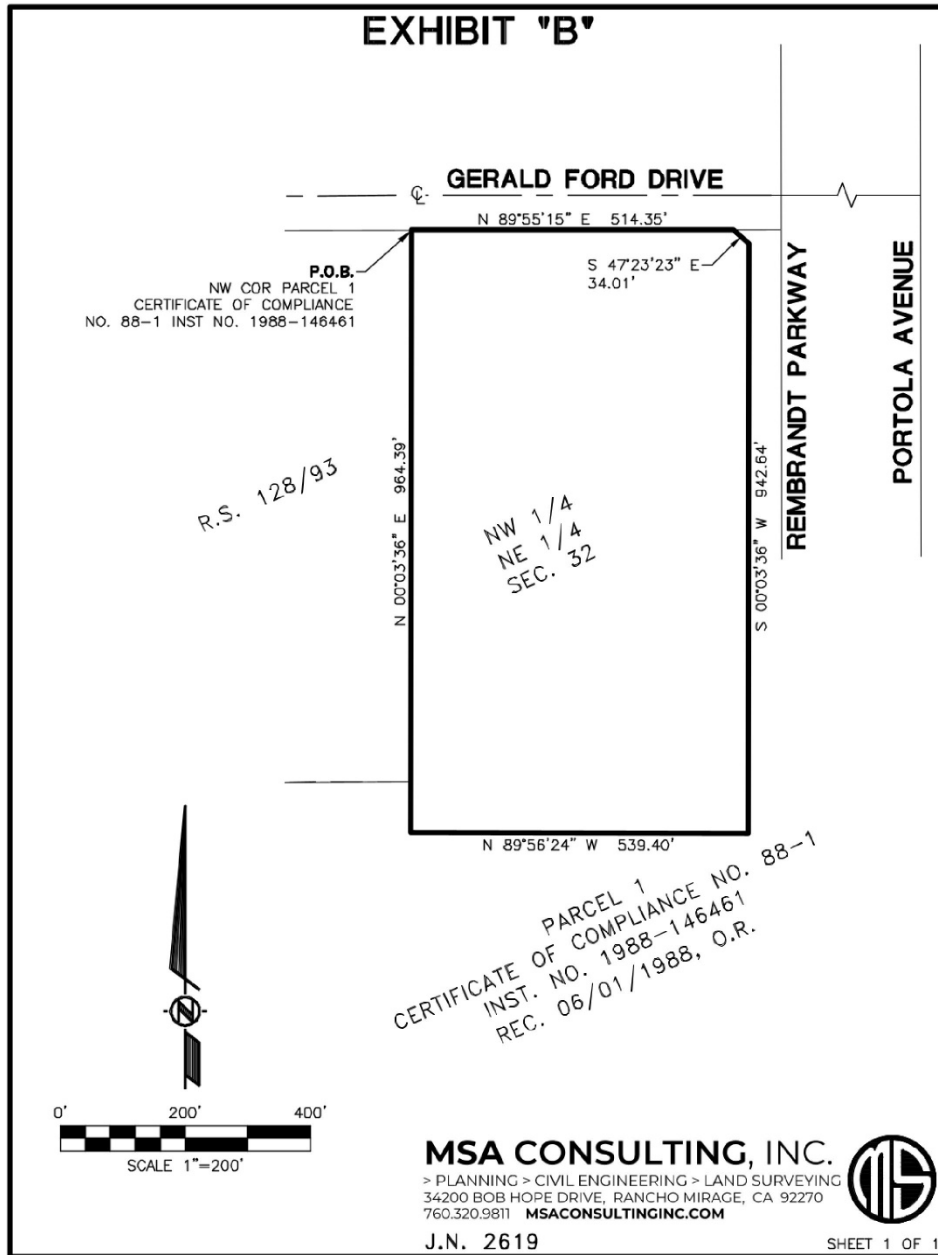 EXHIBIT "B"
℄
GERALD FORD DRIVE
N 89°55'15" E 514.35'
P.O.B.
NW COR PARCEL 1
CERTIFICATE OF COMPLIANCE
NO. 88-1 INST NO. 1988-146461
S 47°23'23" E
34.01'
REMBRANDT PARKWAY
PORTOLA AVENUE
R.S. 128/93
N 00°03'36" E 964.39'
NW 1/4
NE 1/4
SEC. 32
S 00°03'36" W 942.64'
N 89°56'24" W 539.40'
PARCEL 1
CERTIFICATE OF COMPLIANCE NO. 88-1
INST. NO. 1988-146461
REC. 06/01/1988, O.R.
N
0' 200' 400'
SCALE 1"=200'
MSA CONSULTING, INC.
> PLANNING > CIVIL ENGINEERING > LAND SURVEYING
34200 BOB HOPE DRIVE, RANCHO MIRAGE, CA 92270
760.320.9811 MSACONSULTINGINC.COM
MS
J.N. 2619
SHEET 1 OF 1